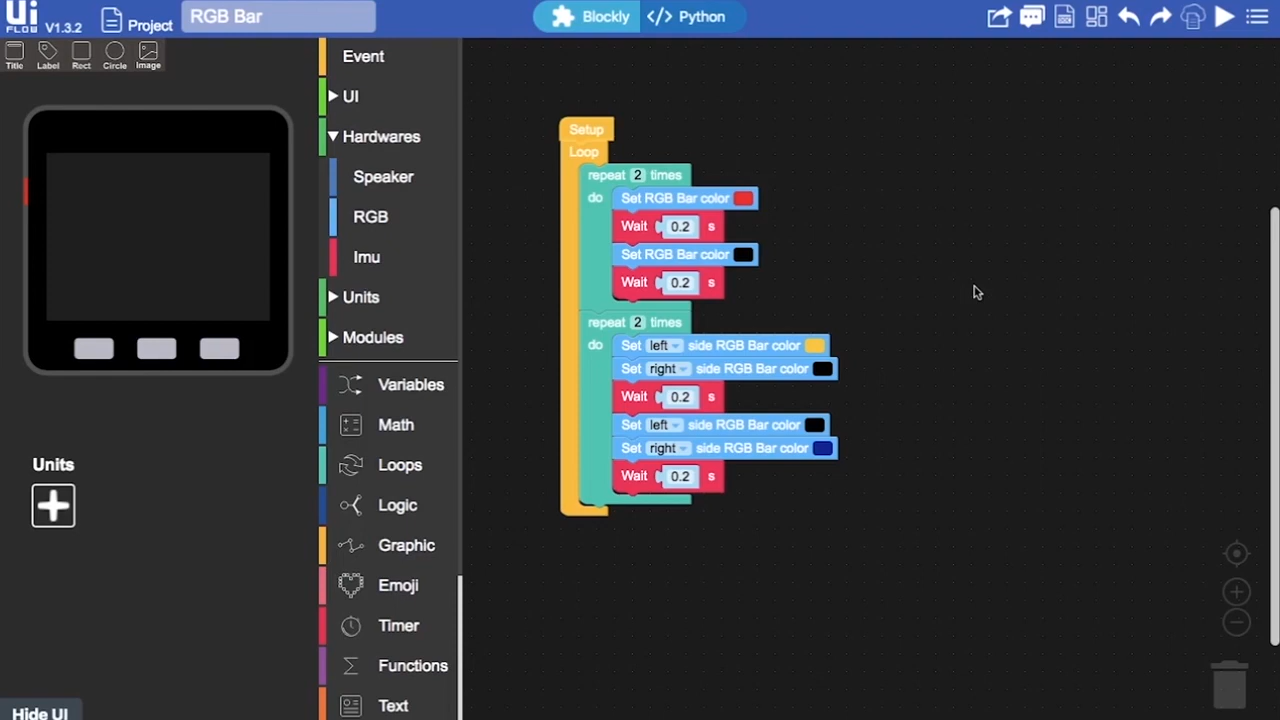 Ui
FLOW V1.3.2
Project
RGB Bar
Blockly
</> Python
Title Label Rect Circle Image
Event
UI
Hardwares
Speaker
RGB
Imu
Units
Modules
Variables
Math
Loops
Logic
Graphic
Emoji
Timer
Functions
Text
Units
Hide UI
Setup
Loop
repeat 2 times
do Set RGB Bar color
Wait 0.2 s
Set RGB Bar color
Wait 0.2 s
repeat 2 times
do Set left side RGB Bar color
Set right side RGB Bar color
Wait 0.2 s
Set left side RGB Bar color
Set right side RGB Bar color
Wait 0.2 s